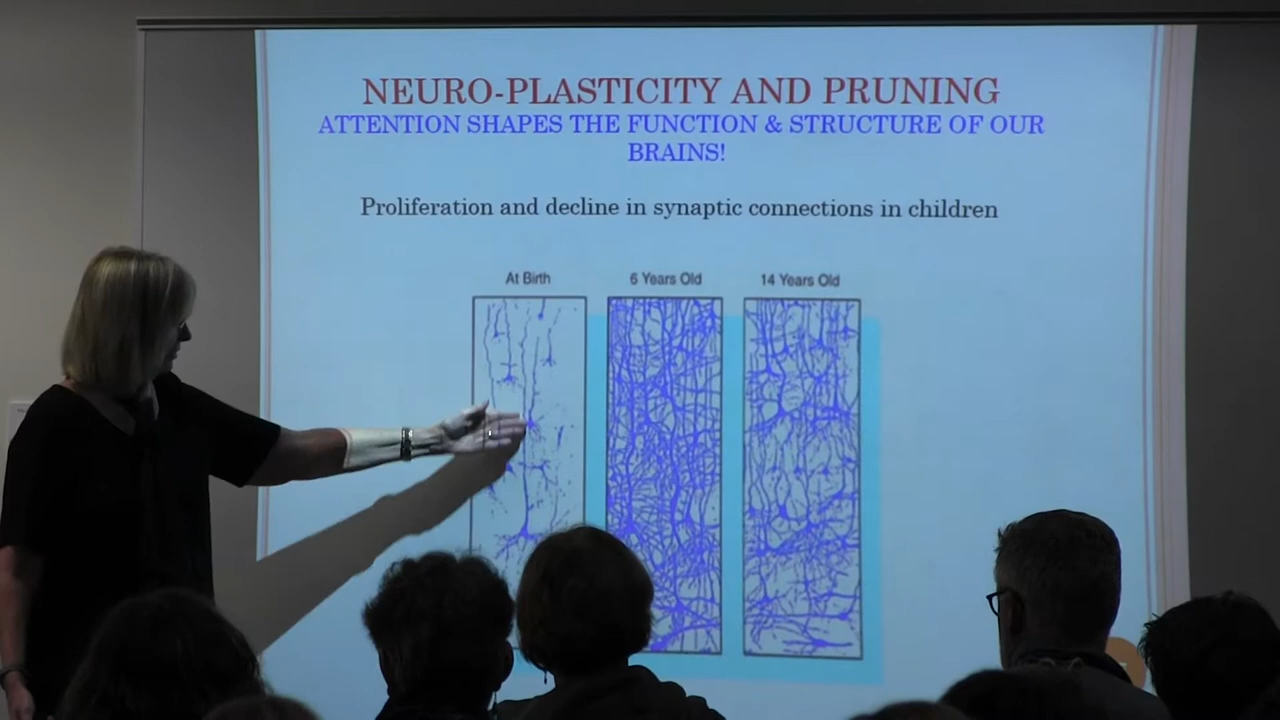 NEURO-PLASTICITY AND PRUNING
ATTENTION SHAPES THE FUNCTION & STRUCTURE OF OUR
BRAINS!
Proliferation and decline in synaptic connections in children
At Birth 6 Years Old 14 Years Old